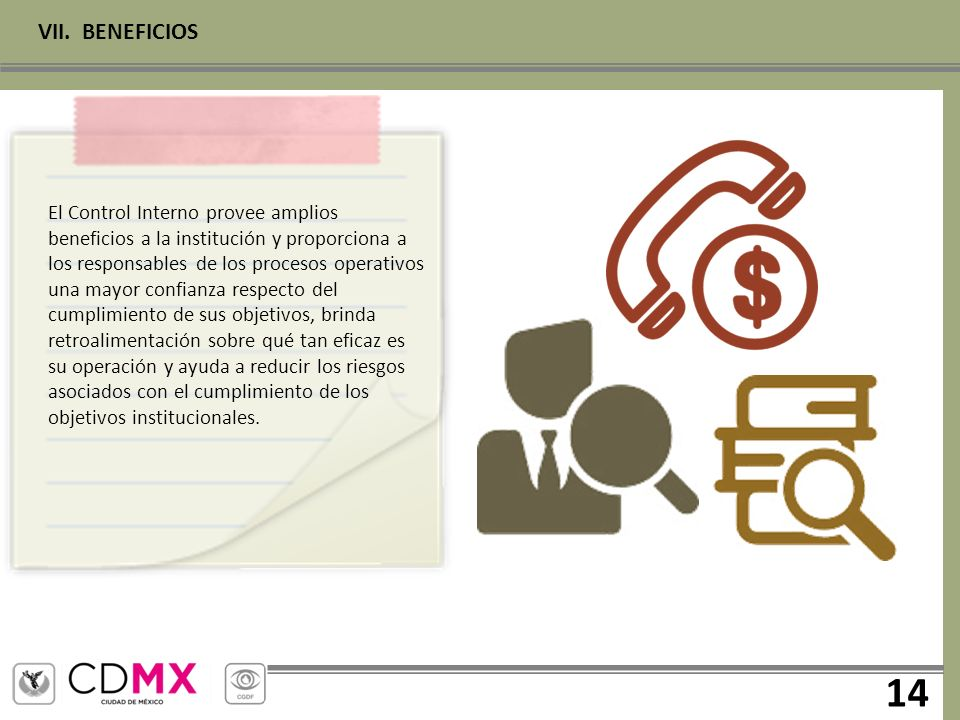 VII. BENEFICIOS
El Control Interno provee amplios
beneficios a la institución y proporciona a
los responsables de los procesos operativos
una mayor confianza respecto del
cumplimiento de sus objetivos, brinda
retroalimentación sobre qué tan eficaz es
su operación y ayuda a reducir los riesgos
asociados con el cumplimiento de los
objetivos institucionales.
$
CDMX
CIUDAD DE MÉXICO
CGDF
14